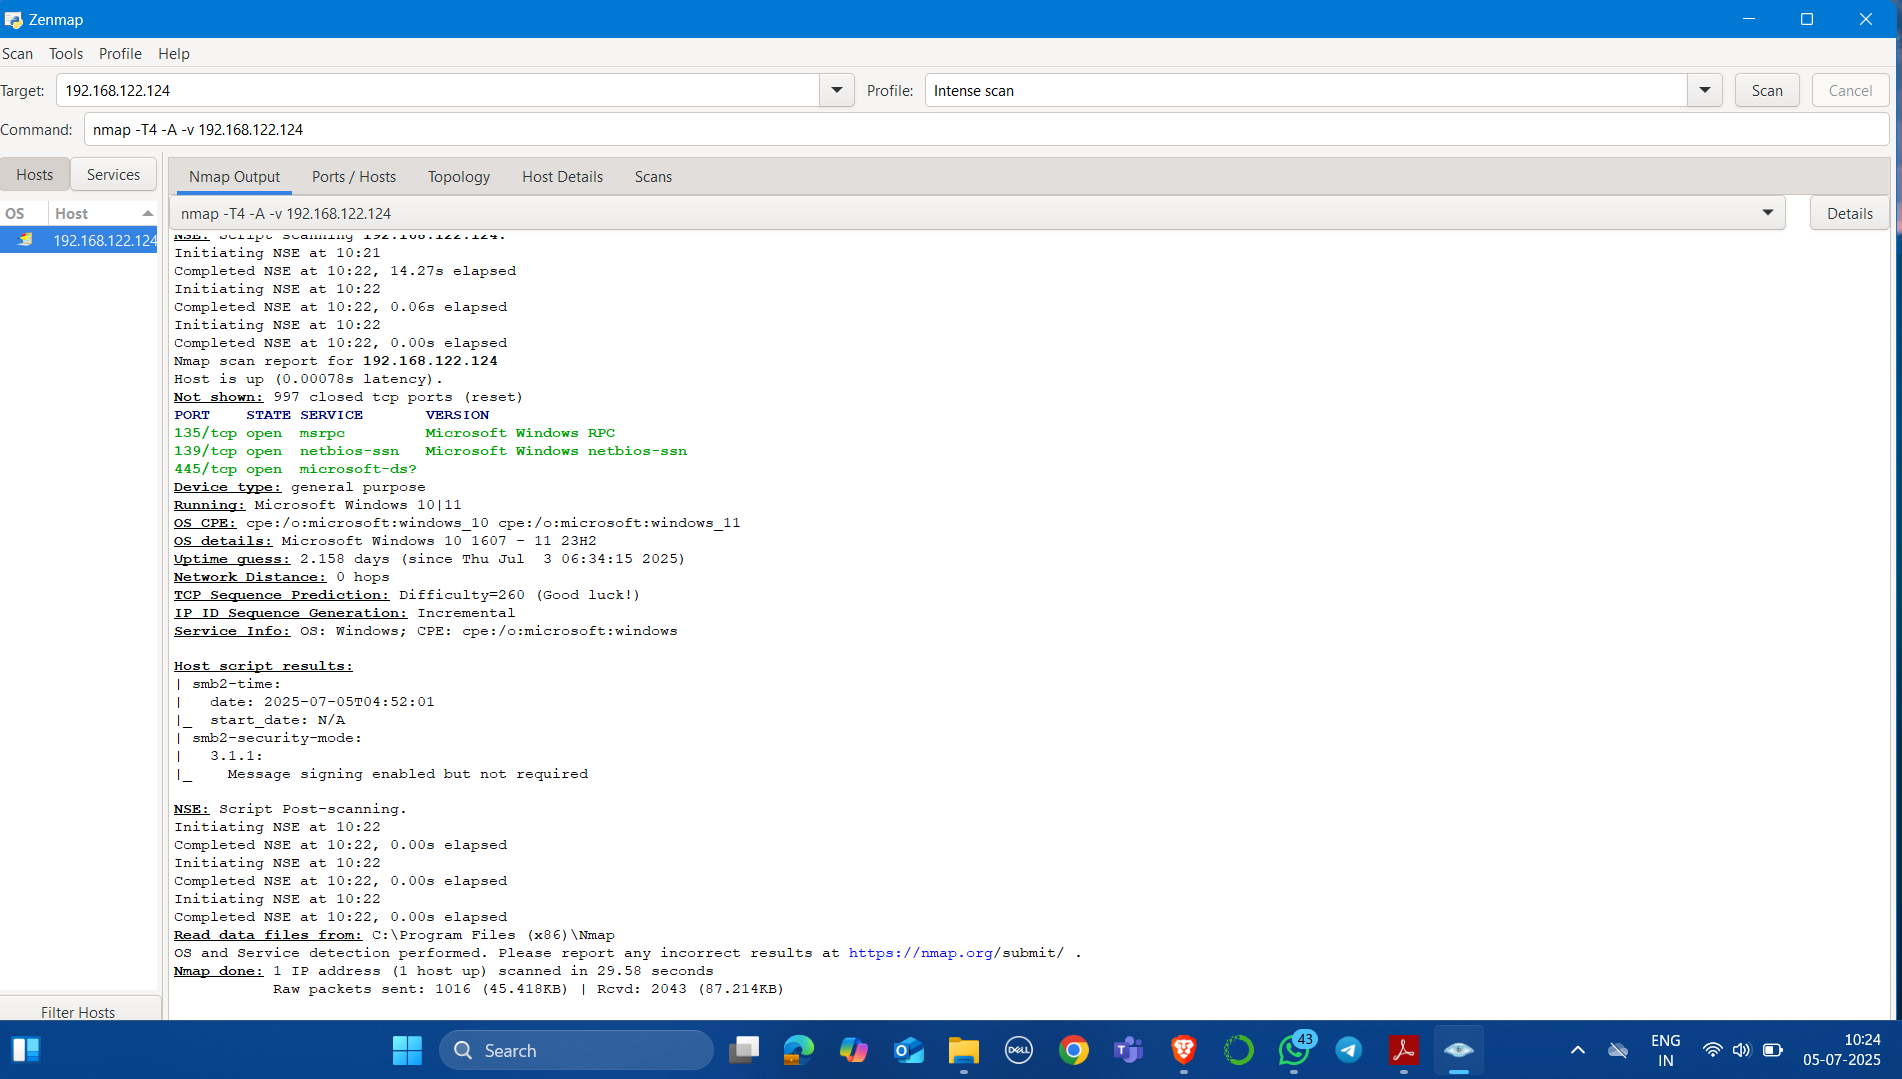 Zenmap
Scan Tools Profile Help
Target: 192.168.122.124 Profile: Intense scan Scan Cancel
Command: nmap -T4 -A -v 192.168.122.124
Hosts Services
OS Host
192.168.122.124
Nmap Output Ports / Hosts Topology Host Details Scans
nmap -T4 -A -v 192.168.122.124 Details
NSE: Script scanning 192.168.122.124.
Initiating NSE at 10:21
Completed NSE at 10:22, 14.27s elapsed
Initiating NSE at 10:22
Completed NSE at 10:22, 0.06s elapsed
Initiating NSE at 10:22
Completed NSE at 10:22, 0.00s elapsed
Nmap scan report for 192.168.122.124
Host is up (0.00078s latency).
Not shown: 997 closed tcp ports (reset)
PORT STATE SERVICE VERSION
135/tcp open msrpc Microsoft Windows RPC
139/tcp open netbios-ssn Microsoft Windows netbios-ssn
445/tcp open microsoft-ds?
Device type: general purpose
Running: Microsoft Windows 10|11
OS CPE: cpe:/o:microsoft:windows_10 cpe:/o:microsoft:windows_11
OS details: Microsoft Windows 10 1607 - 11 23H2
Uptime guess: 2.158 days (since Thu Jul  3 06:34:15 2025)
Network Distance: 0 hops
TCP Sequence Prediction: Difficulty=260 (Good luck!)
IP ID Sequence Generation: Incremental
Service Info: OS: Windows; CPE: cpe:/o:microsoft:windows
Host script results:
| smb2-time:
|   date: 2025-07-05T04:52:01
|_  start_date: N/A
| smb2-security-mode:
|   3.1.1:
|_    Message signing enabled but not required
NSE: Script Post-scanning.
Initiating NSE at 10:22
Completed NSE at 10:22, 0.00s elapsed
Initiating NSE at 10:22
Completed NSE at 10:22, 0.00s elapsed
Initiating NSE at 10:22
Completed NSE at 10:22, 0.00s elapsed
Read data files from: C:\Program Files (x86)\Nmap
OS and Service detection performed. Please report any incorrect results at https://nmap.org/submit/ .
Nmap done: 1 IP address (1 host up) scanned in 29.58 seconds
Raw packets sent: 1016 (45.418KB) | Rcvd: 2043 (87.214KB)
Filter Hosts
Search
DELL
43
ENG
IN
10:24
05-07-2025